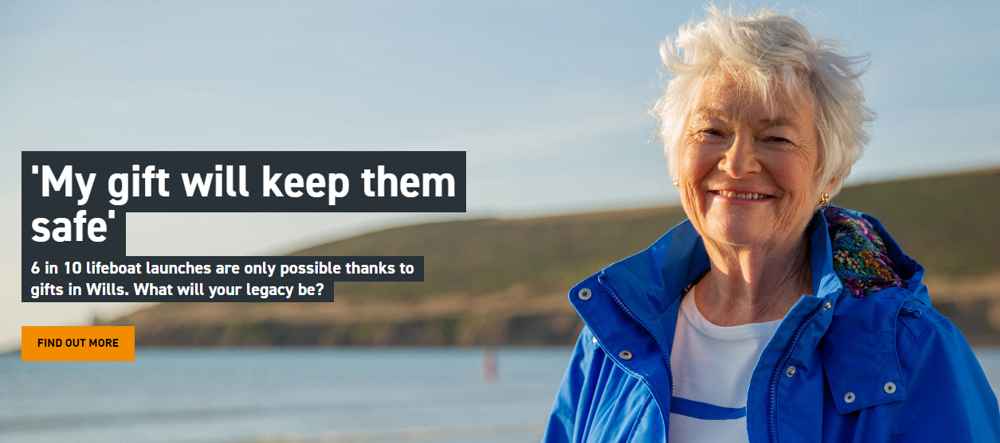 'My gift will keep them
safe'
6 in 10 lifeboat launches are only possible thanks to
gifts in Wills. What will your legacy be?
FIND OUT MORE